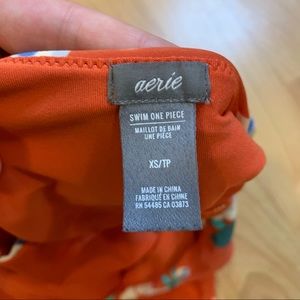 aerie
SWIM ONE PIECE
MAILLOT DE BAIN
UNE PIÈCE
XS/TP
MADE IN CHINA
FABRIQUÉ EN CHINE
RN 54485 CA 03873